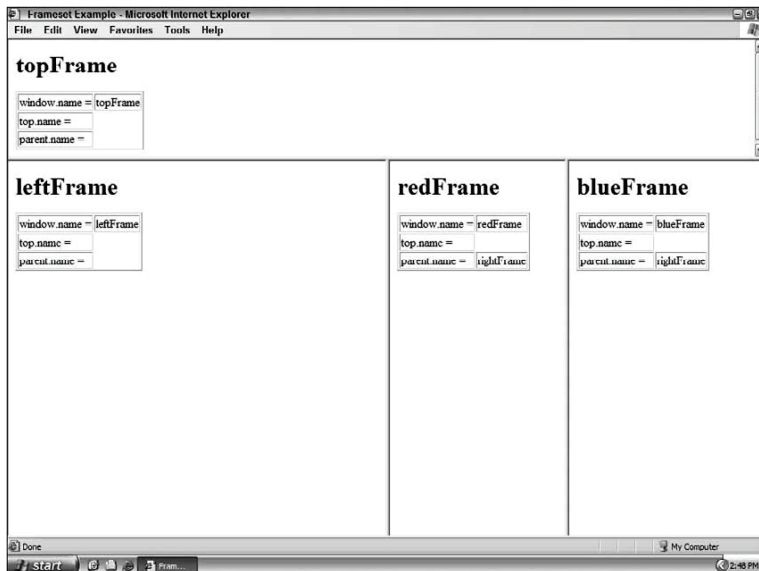 Frameset Example - Microsoft Internet Explorer
File Edit View Favorites Tools Help
topFrame
window.name = topFrame
top.name =
parent.name =
leftFrame
window.name = leftFrame
top.name =
parent.name =
redFrame
window.name = redFrame
top.name =
parent.name = rightFrame
blueFrame
window.name = blueFrame
top.name =
parent.name = rightFrame
Done
My Computer
start
Fram...
2:48 PM